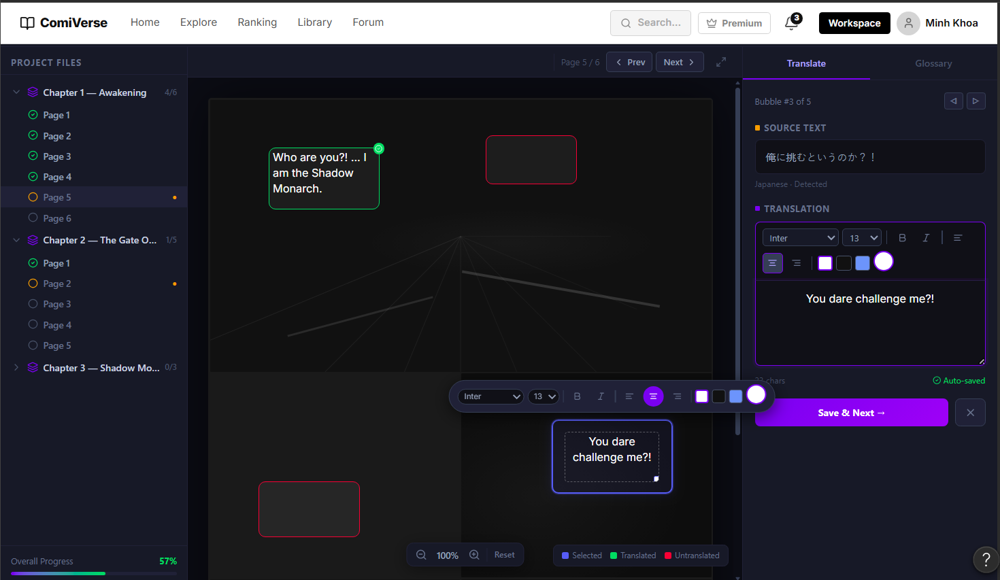 ComiVerse
Home
Explore
Ranking
Library
Forum
Search...
Premium
3
Workspace
Minh Khoa
PROJECT FILES
Chapter 1 — Awakening 4/6
Page 1
Page 2
Page 3
Page 4
Page 5
Page 6
Chapter 2 — The Gate O... 1/5
Page 1
Page 2
Page 3
Page 4
Page 5
Chapter 3 — Shadow Mo... 0/3
Overall Progress 57%
Page 5 / 6
Prev
Next
Who are you?! ... I
am the Shadow
Monarch.
Inter
13
B
I
You dare
challenge me?!
100%
Reset
Selected
Translated
Untranslated
Translate
Glossary
Bubble #3 of 5
SOURCE TEXT
俺に挑むというのか？！
Japanese · Detected
TRANSLATION
Inter
13
B
I
You dare challenge me?!
chars
Auto-saved
Save & Next →
?